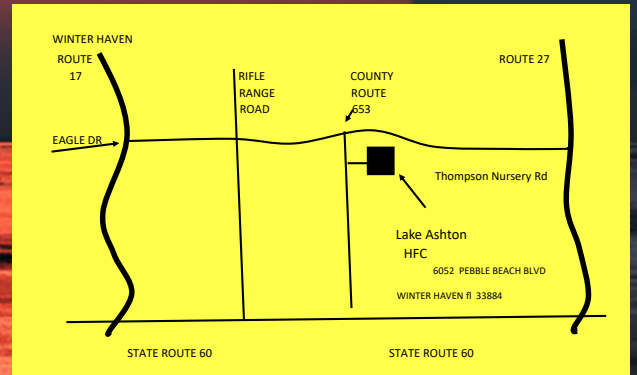 WINTER HAVEN
ROUTE
17
ROUTE 27
RIFLE
RANGE
ROAD
COUNTY
ROUTE
653
EAGLE DR
Thompson Nursery Rd
Lake Ashton
HFC
6052 PEBBLE BEACH BLVD
WINTER HAVEN fl 33884
STATE ROUTE 60
STATE ROUTE 60